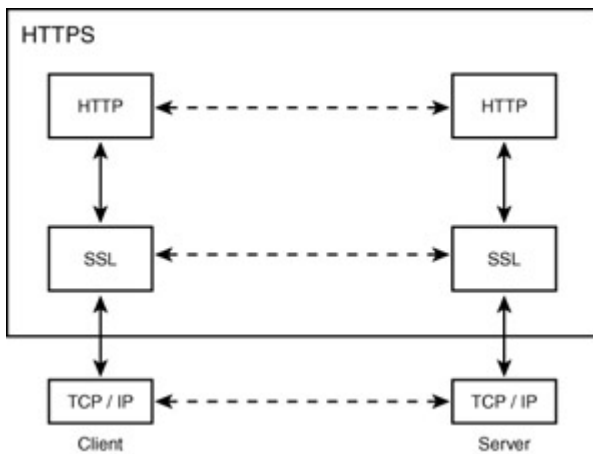 HTTPS
HTTP
HTTP
SSL
SSL
TCP / IP
TCP / IP
Client
Server